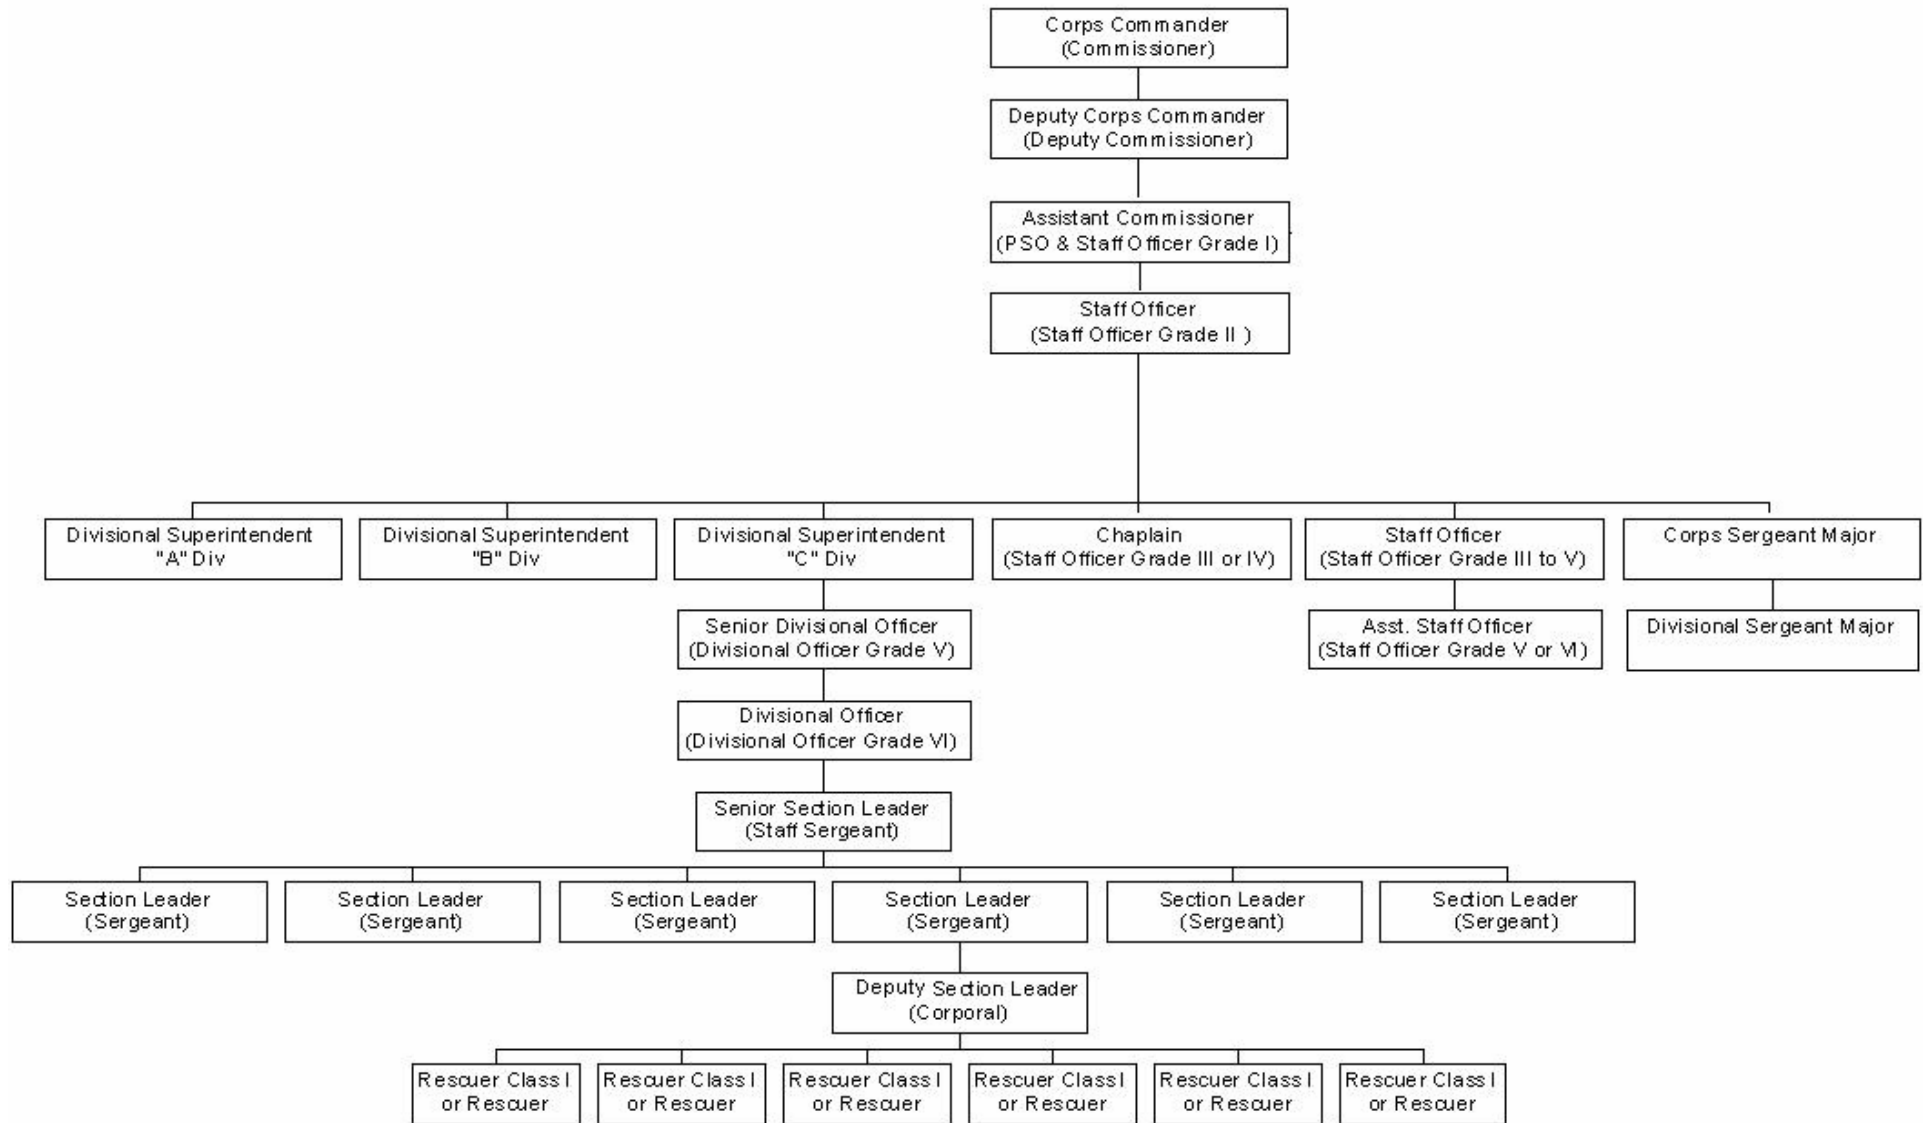 Corps Commander
(Commissioner)
Deputy Corps Commander
(Deputy Commissioner)
Assistant Commissioner
(PSO & Staff Officer Grade I)
Staff Officer
(Staff Officer Grade II )
Divisional Superintendent
"A" Div
Divisional Superintendent
"B" Div
Divisional Superintendent
"C" Div
Chaplain
(Staff Officer Grade III or IV)
Staff Officer
(Staff Officer Grade III to V)
Corps Sergeant Major
Senior Divisional Officer
(Divisional Officer Grade V)
Asst. Staff Officer
(Staff Officer Grade V or VI)
Divisional Sergeant Major
Divisional Officer
(Divisional Officer Grade VI)
Senior Section Leader
(Staff Sergeant)
Section Leader
(Sergeant)
Section Leader
(Sergeant)
Section Leader
(Sergeant)
Section Leader
(Sergeant)
Section Leader
(Sergeant)
Section Leader
(Sergeant)
Deputy Section Leader
(Corporal)
Rescuer Class I
or Rescuer
Rescuer Class I
or Rescuer
Rescuer Class I
or Rescuer
Rescuer Class I
or Rescuer
Rescuer Class I
or Rescuer
Rescuer Class I
or Rescuer